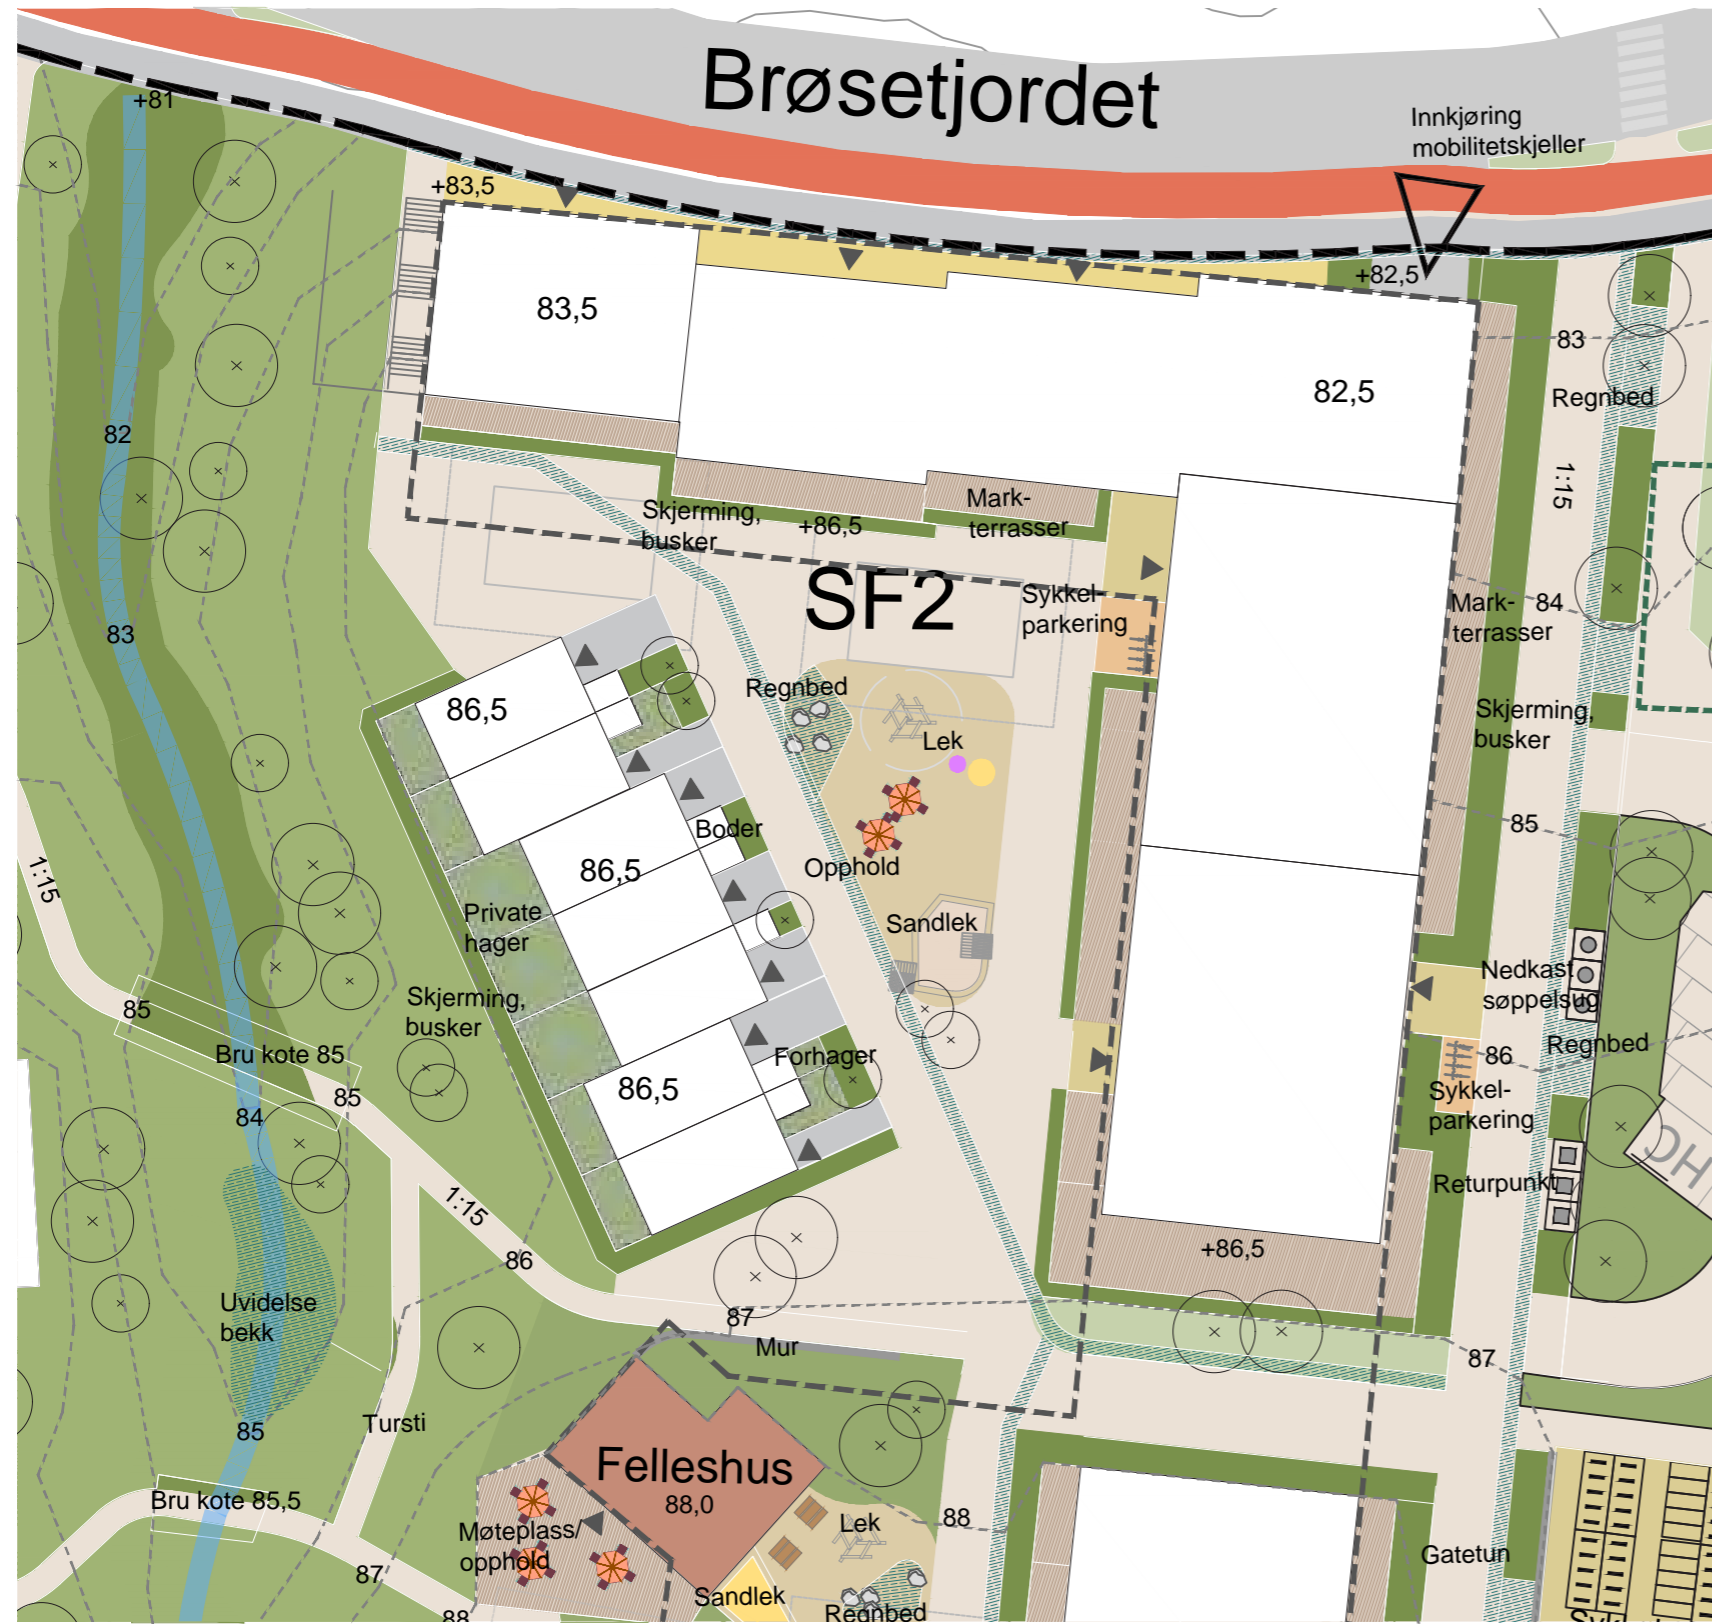 Brøsetjordet
Innkjøring
mobilitetskjeller
+81
+83,5
+82,5
83,5
82,5
83
Regnbed
82
1:15
Mark-
terrasser
Skjerming,
busker
+86,5
SF2
Sykkel-
parkering
Mark-
terrasser
84
83
86,5
Regnbed
Lek
Skjerming,
busker
85
Boder
86,5
Opphold
1:15
Private
hager
Sandlek
Skjerming,
busker
Nedkast
søppelsug
85
Bru kote 85
Forhager
86
Regnbed
86,5
85
84
Sykkel-
parkering
HC
Returpunkt
1:15
+86,5
86
Uvidelse
bekk
87
Mur
87
85
Tursti
Felleshus
88,0
Bru kote 85,5
Møteplass/
opphold
Lek
88
Gatetun
87
Sandlek
Regnbed
88